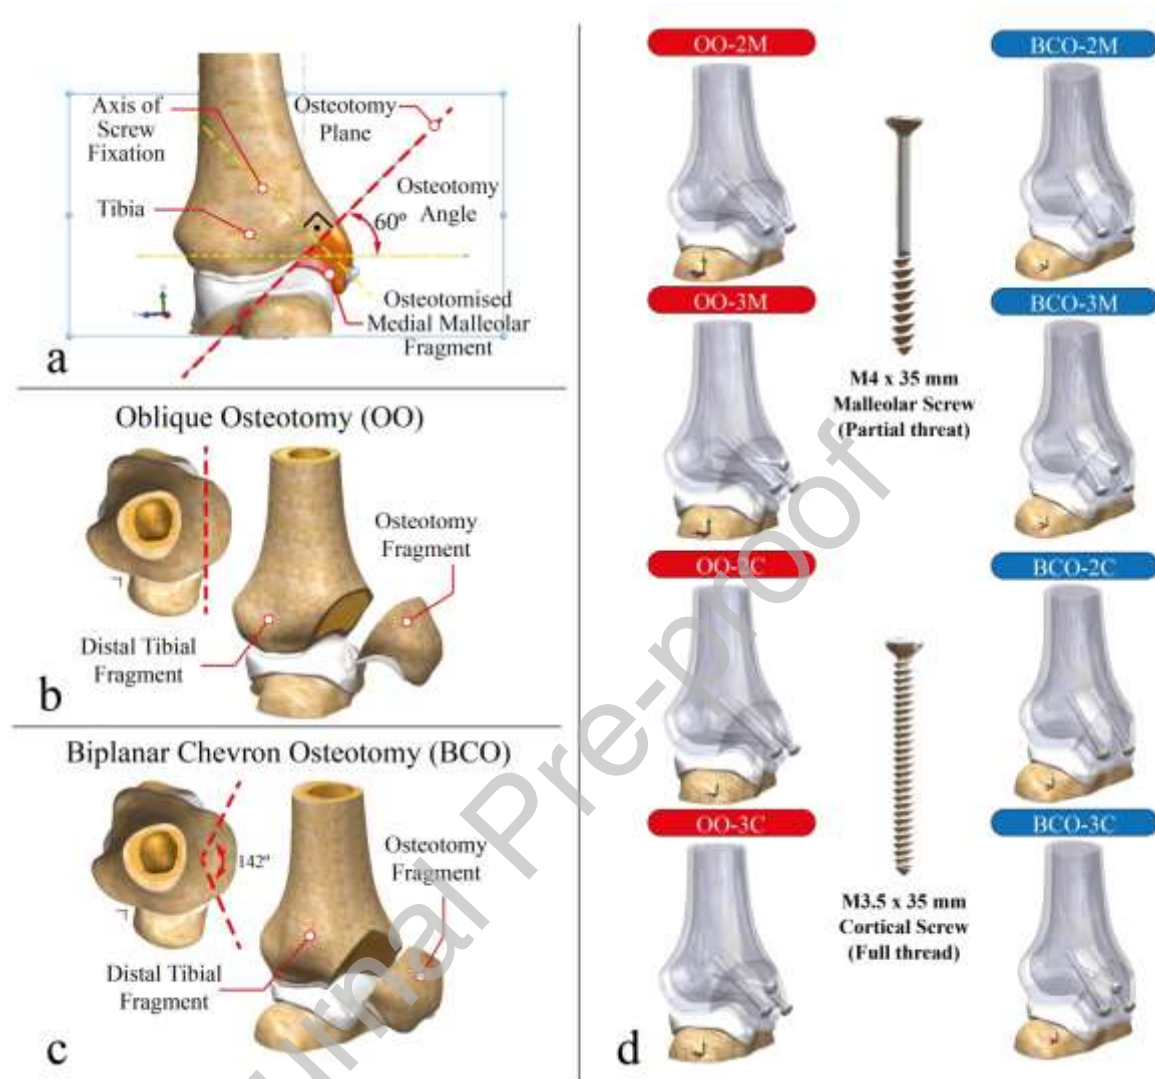 Axis of
Screw
Fixation
Osteotomy
Plane
Tibia
Osteotomy
Angle
60º
Osteotomised
Medial Malleolar
Fragment
a
Oblique Osteotomy (OO)
Osteotomy
Fragment
Distal Tibial
Fragment
b
Biplanar Chevron Osteotomy (BCO)
142º
Osteotomy
Fragment
Distal Tibial
Fragment
c
OO-2M
BCO-2M
OO-3M
BCO-3M
M4 x 35 mm
Malleolar Screw
(Partial threat)
OO-2C
BCO-2C
OO-3C
BCO-3C
M3.5 x 35 mm
Cortical Screw
(Full thread)
d
urnal Pre-proof